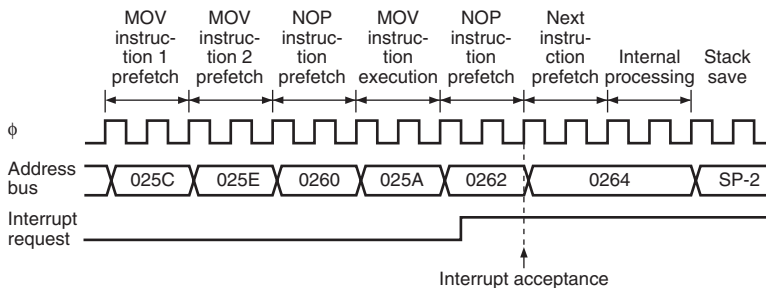 MOV instruc-tion 1 prefetch
MOV instruc-tion 2 prefetch
NOP instruc-tion prefetch
MOV instruc-tion execution
NOP instruc-tion prefetch
Next instru-ction prefetch
Internal processing
Stack save
ϕ
Address bus
025C 025E 0260 025A 0262 0264 SP-2
Interrupt request
Interrupt acceptance